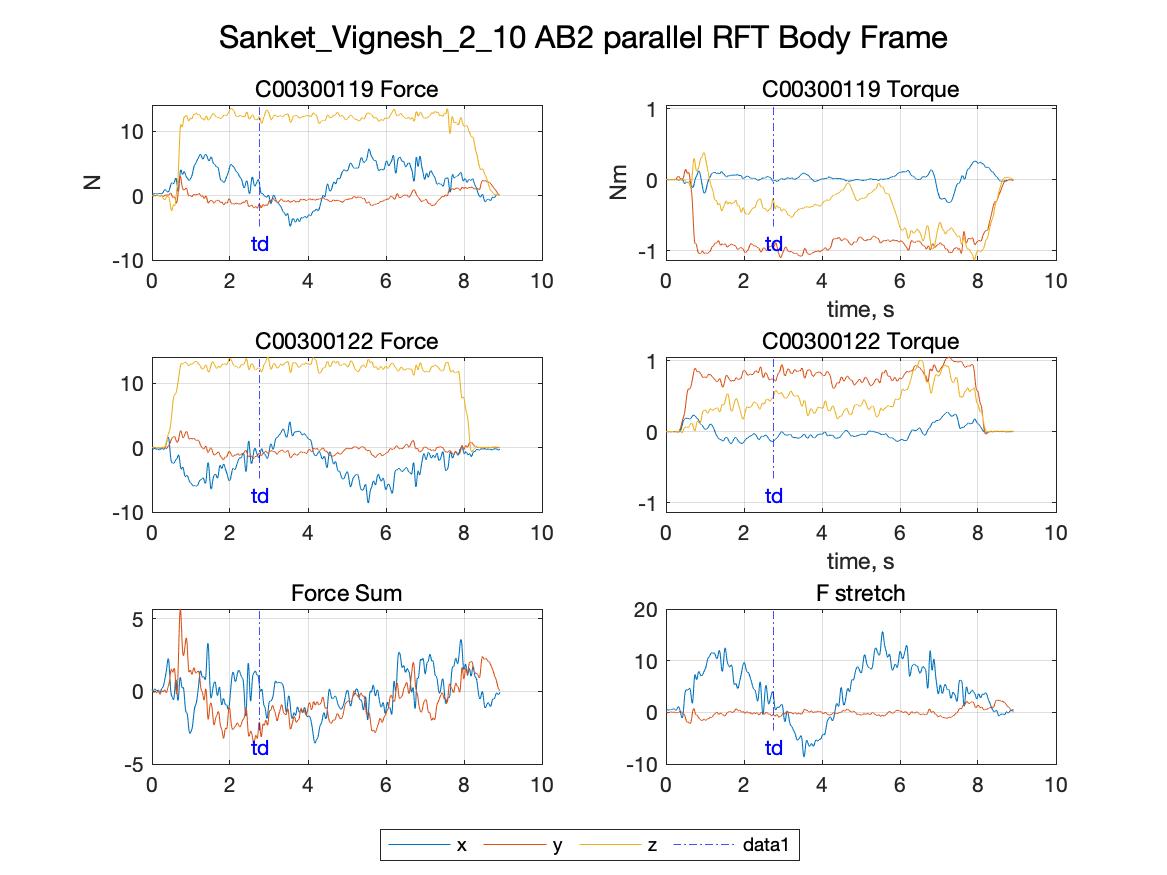 Sanket_Vignesh_2_10 AB2 parallel RFT Body Frame
C00300119 Force
N
10
0
-10
td
0 2 4 6 8 10
C00300119 Torque
Nm
1
0
-1
td
0 2 4 6 8 10
time, s
C00300122 Force
10
0
-10
td
0 2 4 6 8 10
C00300122 Torque
1
0
-1
td
0 2 4 6 8 10
time, s
Force Sum
5
0
-5
td
0 2 4 6 8 10
F stretch
20
10
0
-10
td
0 2 4 6 8 10
x y z data1